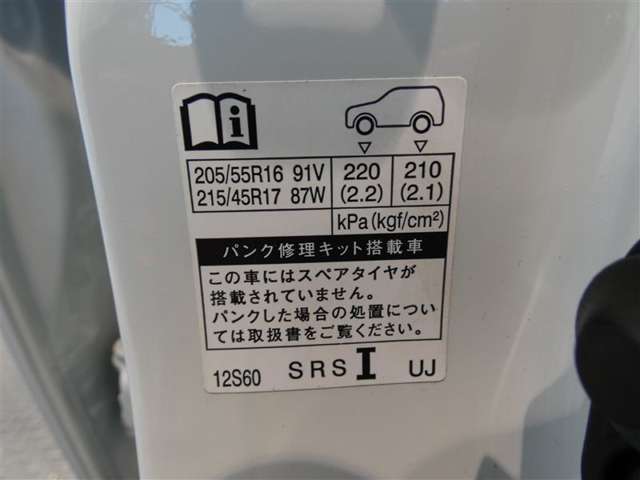 205/55R16 91V 220 210
215/45R17 87W (2.2) (2.1)
kPa(kgf/cm²)
パンク修理キット搭載車
この車にはスペアタイヤが
搭載されていません。
パンクした場合の処置につい
ては取扱書をご覧ください。
12S60 SRS I UJ